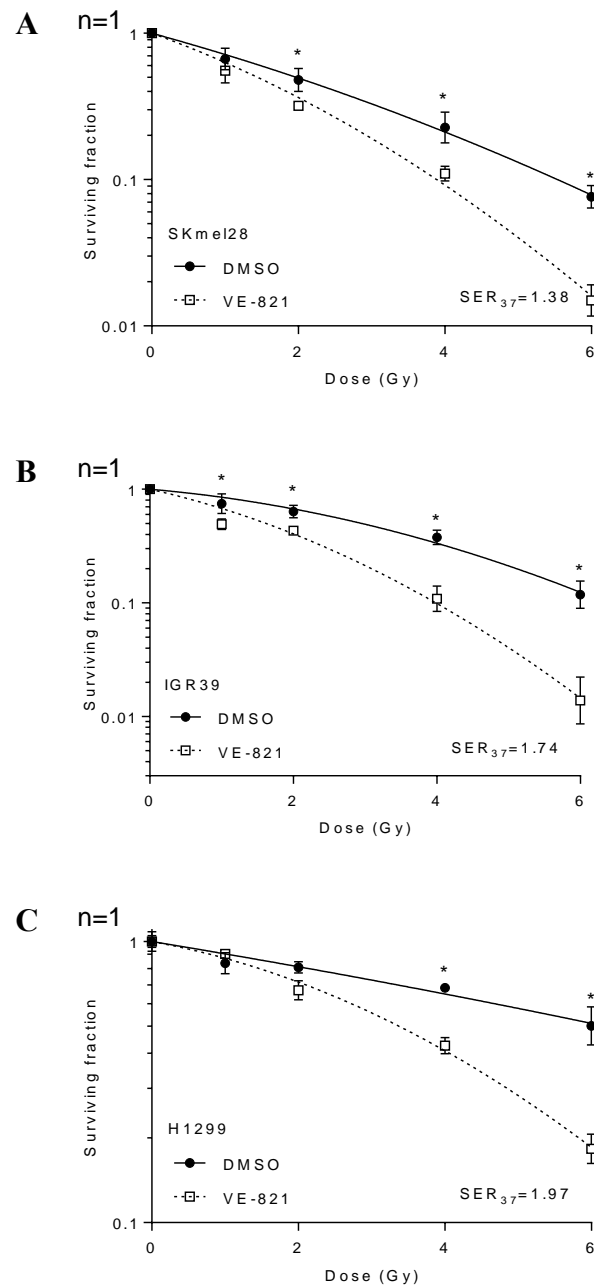 A n=1
1
* * *
0.1
SKmel28
DMSO
VE-821
SER37=1.38
0.01
0 2 4 6
Dose (Gy)
Surviving fraction
B n=1
1
* * * *
0.1
0.01
IGR39
DMSO
VE-821
SER37=1.74
0 2 4 6
Dose (Gy)
Surviving fraction
C n=1
1
* *
H1299
DMSO
VE-821
SER37=1.97
0.1
0 2 4 6
Dose (Gy)
Surviving fraction